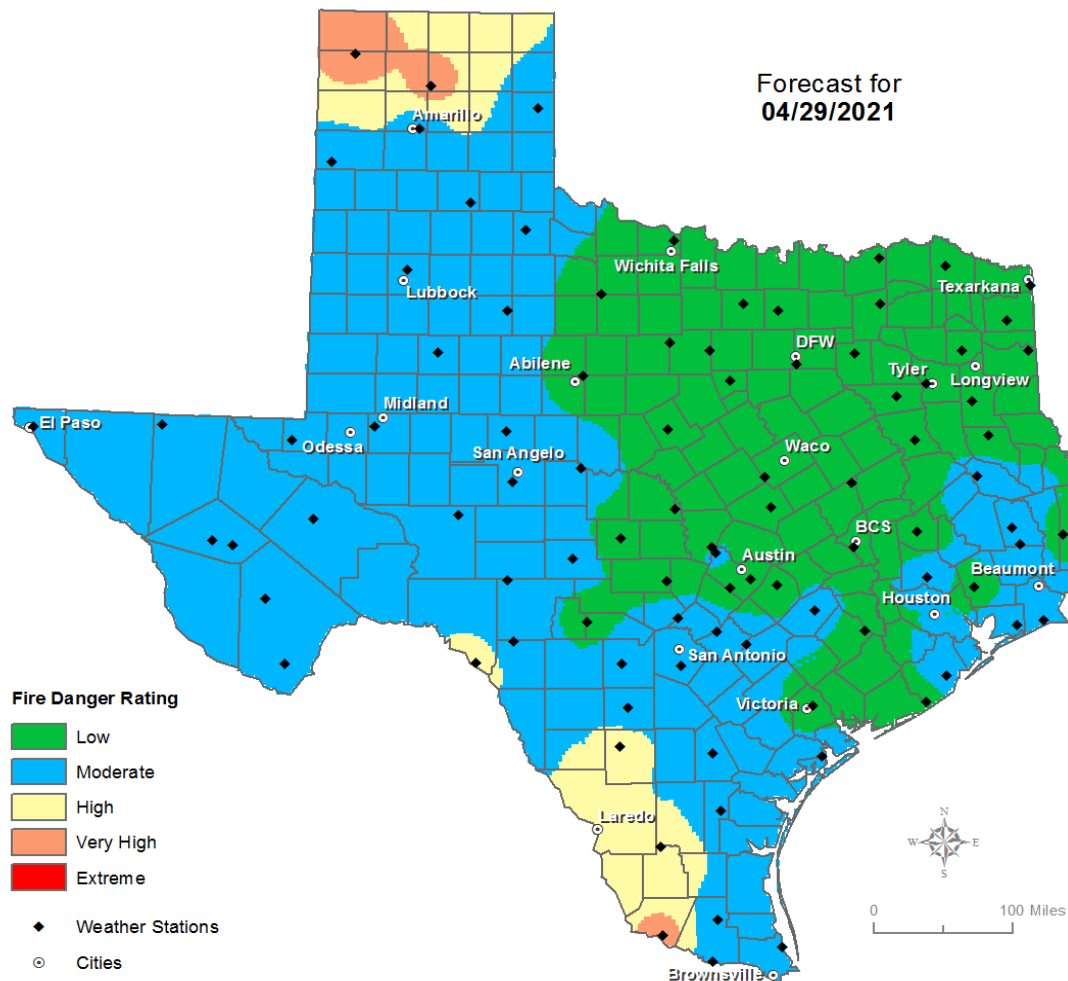 Forecast for
04/29/2021
Amarillo
Wichita Falls
Texarkana
Lubbock
DFW
Abilene
Tyler
Longview
Midland
El Paso
Odessa
San Angelo
Waco
BCS
Austin
Beaumont
Houston
San Antonio
Victoria
Laredo
Brownsville
Fire Danger Rating
Low
Moderate
High
Very High
Extreme
Weather Stations
Cities
N
W E
S
0 100 Miles